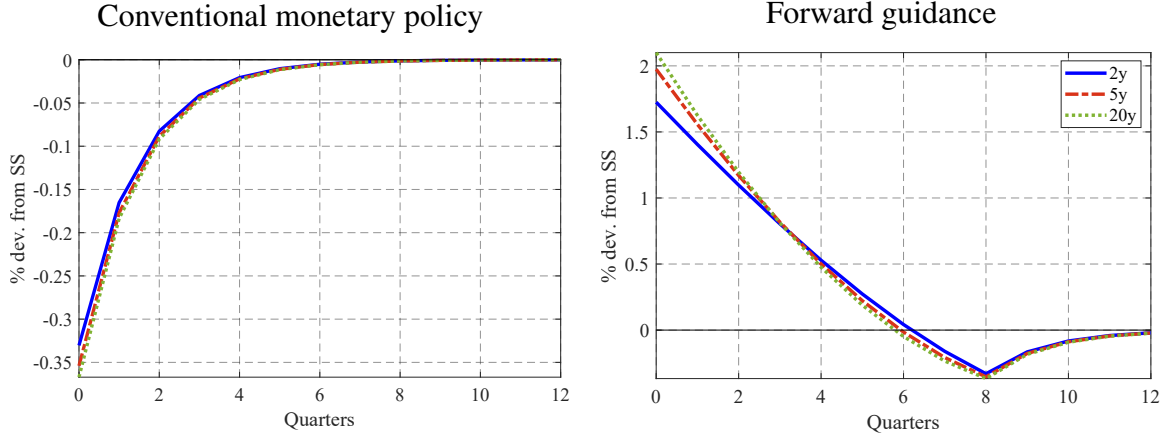 Conventional monetary policy
% dev. from SS
0
-0.05
-0.1
-0.15
-0.2
-0.25
-0.3
-0.35
0 2 4 6 8 10 12
Quarters
Forward guidance
% dev. from SS
2
1.5
1
0.5
0
2y
5y
20y
0 2 4 6 8 10 12
Quarters